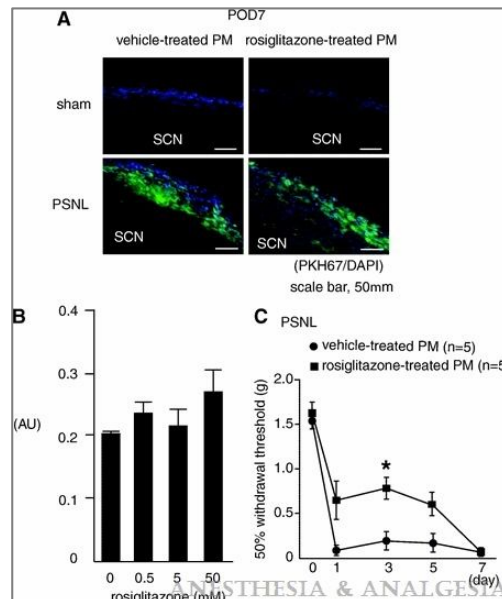 POD7
A
vehicle-treated PM rosiglitazone-treated PM
sham
SCN SCN
PSNL
SCN SCN
(PKH67/DAPI)
scale bar, 50mm
B
(AU)
0.4
0.3
0.2
0.1
0
0 0.5 5 50
rosiglitazone (mM)
C PSNL
vehicle-treated PM (n=5)
rosiglitazone-treated PM (n=5
50% withdrawal threshold (g)
2.0
1.5
1.0
0.5
0
*
0 1 3 5 7
(day)
ANESTHESIA & ANALGESIA